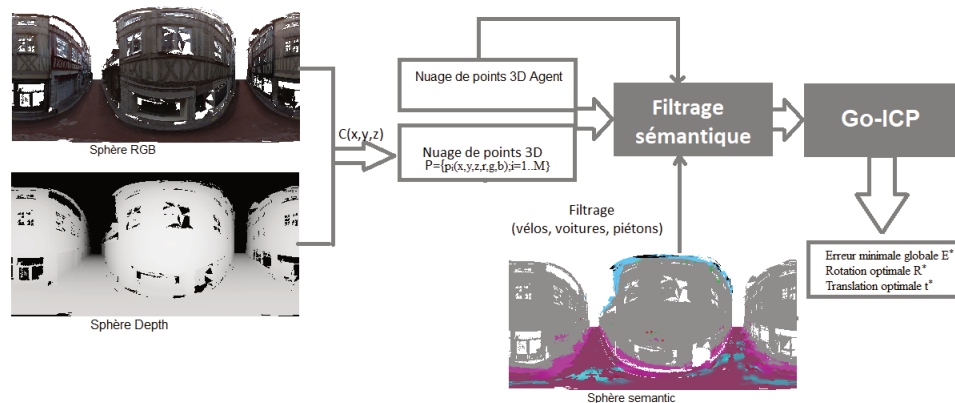 Sphère RGB
C(x,y,z)
Nuage de points 3D Agent
Nuage de points 3D
P={pᵢ(x,y,z,r,g,b);i=1..M}
Filtrage
sémantique
Go-ICP
Filtrage
(vélos, voitures, piétons)
Erreur minimale globale E*
Rotation optimale R*
Translation optimale t*
Sphère Depth
Sphère semantic